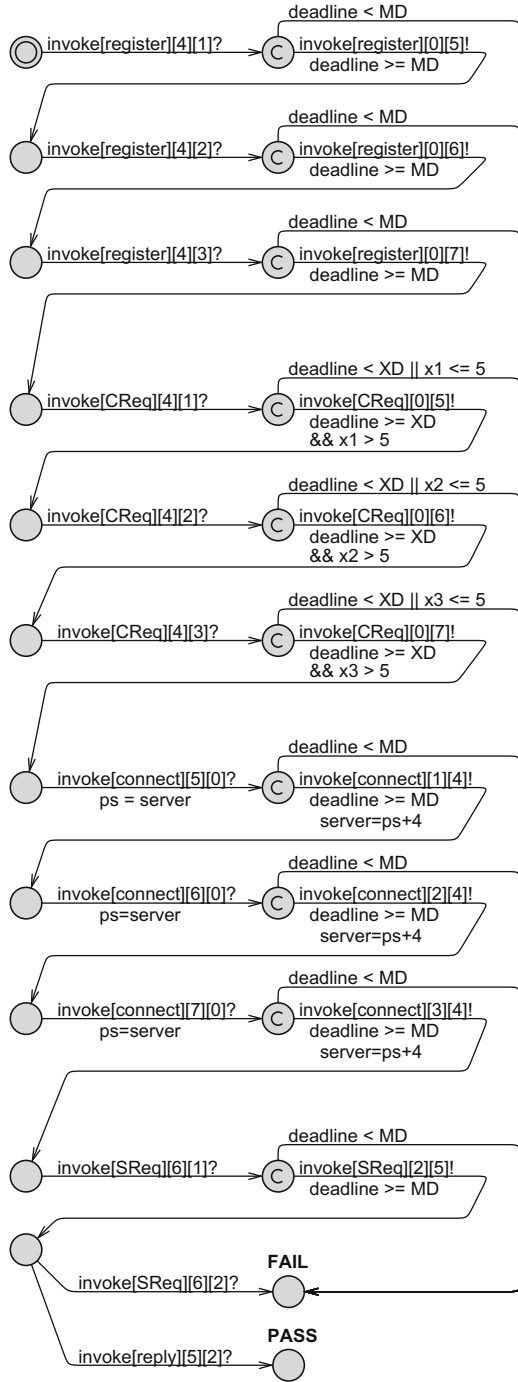 deadline < MD
invoke[register][4][1]?
C
invoke[register][0][5]!
deadline >= MD
deadline < MD
invoke[register][4][2]?
C
invoke[register][0][6]!
deadline >= MD
deadline < MD
invoke[register][4][3]?
C
invoke[register][0][7]!
deadline >= MD
deadline < XD || x1 <= 5
invoke[CReq][4][1]?
C
invoke[CReq][0][5]!
deadline >= XD
&& x1 > 5
deadline < XD || x2 <= 5
invoke[CReq][4][2]?
C
invoke[CReq][0][6]!
deadline >= XD
&& x2 > 5
deadline < XD || x3 <= 5
invoke[CReq][4][3]?
C
invoke[CReq][0][7]!
deadline >= XD
&& x3 > 5
deadline < MD
invoke[connect][5][0]?
ps = server
C
invoke[connect][1][4]!
deadline >= MD
server=ps+4
deadline < MD
invoke[connect][6][0]?
ps=server
C
invoke[connect][2][4]!
deadline >= MD
server=ps+4
deadline < MD
invoke[connect][7][0]?
ps=server
C
invoke[connect][3][4]!
deadline >= MD
server=ps+4
deadline < MD
invoke[SReq][6][1]?
C
invoke[SReq][2][5]!
deadline >= MD
FAIL
invoke[SReq][6][2]?
PASS
invoke[reply][5][2]?